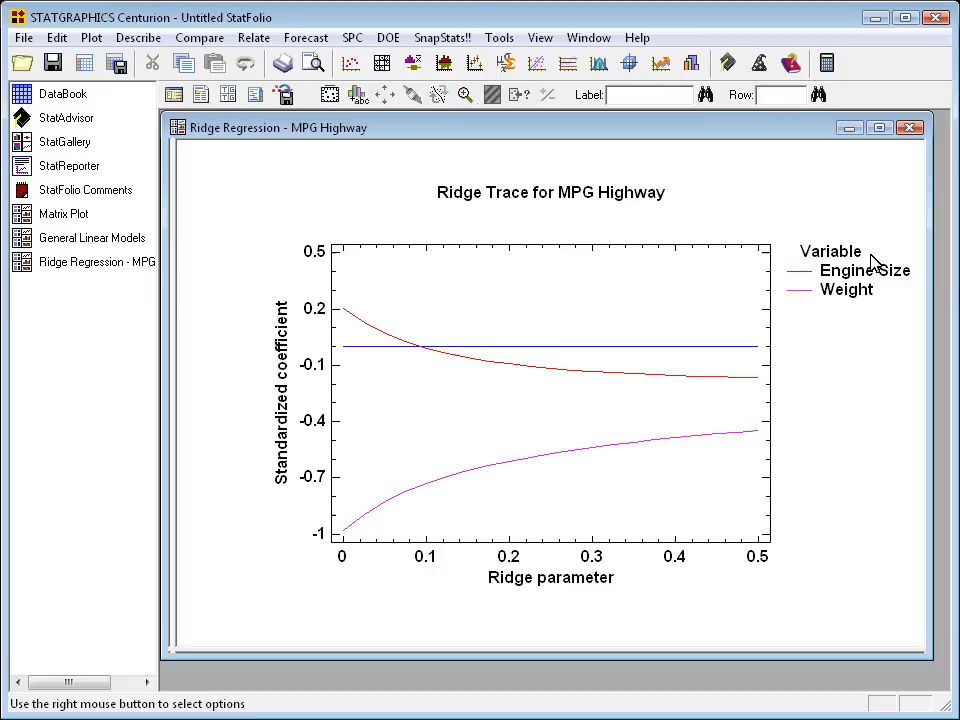 STATGRAPHICS Centurion - Untitled StatFolio
File Edit Plot Describe Compare Relate Forecast SPC DOE SnapStats!! Tools View Window Help
Label: Row:
DataBook
StatAdvisor
StatGallery
StatReporter
StatFolio Comments
Matrix Plot
General Linear Models
Ridge Regression - MPG
Ridge Regression - MPG Highway
Ridge Trace for MPG Highway
Variable
Engine Size
Weight
Standardized coefficient
0.5
0.2
-0.1
-0.4
-0.7
-1
0 0.1 0.2 0.3 0.4 0.5
Ridge parameter
Use the right mouse button to select options